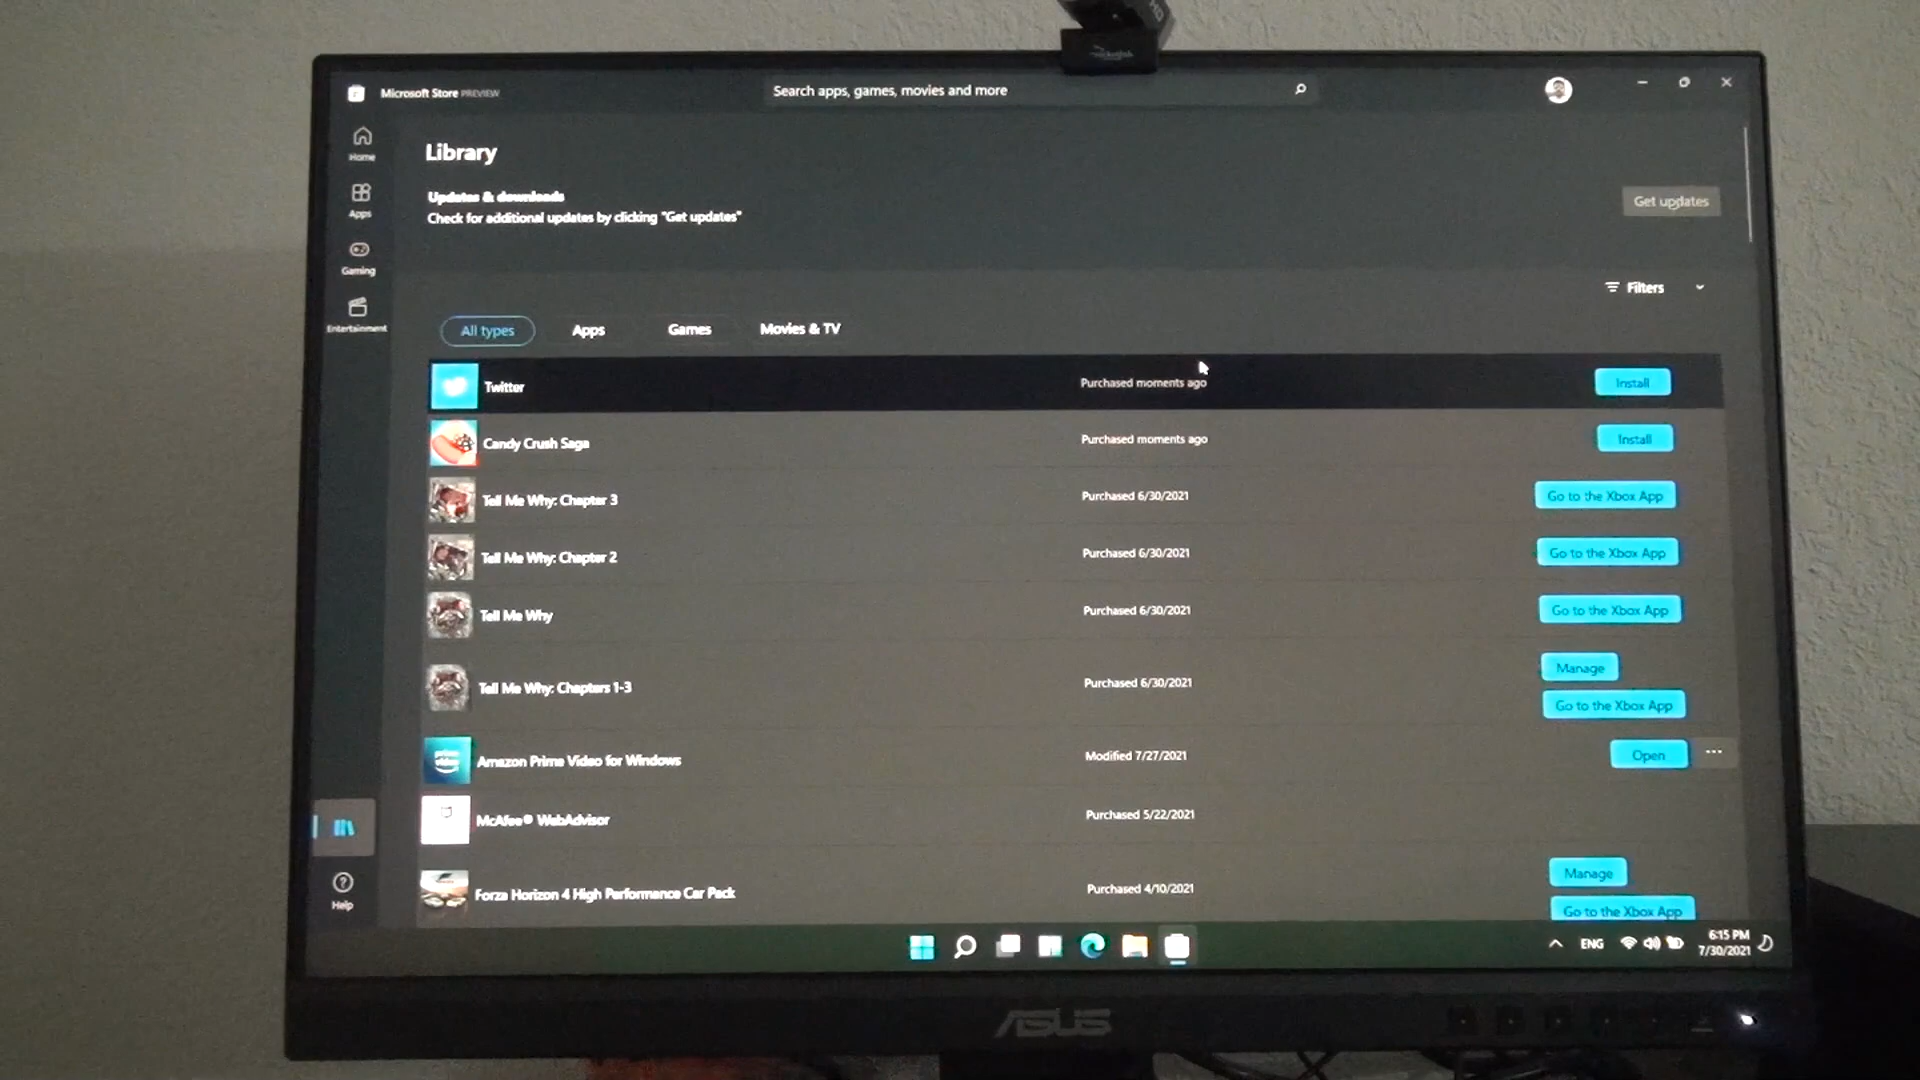 HD
Microsoft Store PREVIEW
Search apps, games, movies and more
Home
Library
Updates & downloads
Apps
Check for additional updates by clicking "Get updates"
Get updates
Gaming
Filters
Entertainment
All types
Apps
Games
Movies & TV
Twitter
Purchased moments ago
Install
Candy Crush Saga
Purchased moments ago
Install
Tell Me Why: Chapter 3
Purchased 6/30/2021
Go to the Xbox App
Tell Me Why: Chapter 2
Purchased 6/30/2021
Go to the Xbox App
Tell Me Why
Purchased 6/30/2021
Go to the Xbox App
Tell Me Why: Chapters 1-3
Purchased 6/30/2021
Manage
Go to the Xbox App
prime video
Amazon Prime Video for Windows
Modified 7/27/2021
Open
McAfee® WebAdvisor
Purchased 5/22/2021
Forza Horizon 4 High Performance Car Pack
Purchased 4/10/2021
Manage
Go to the Xbox App
Help
ENG
6:15 PM
7/30/2021
ASUS